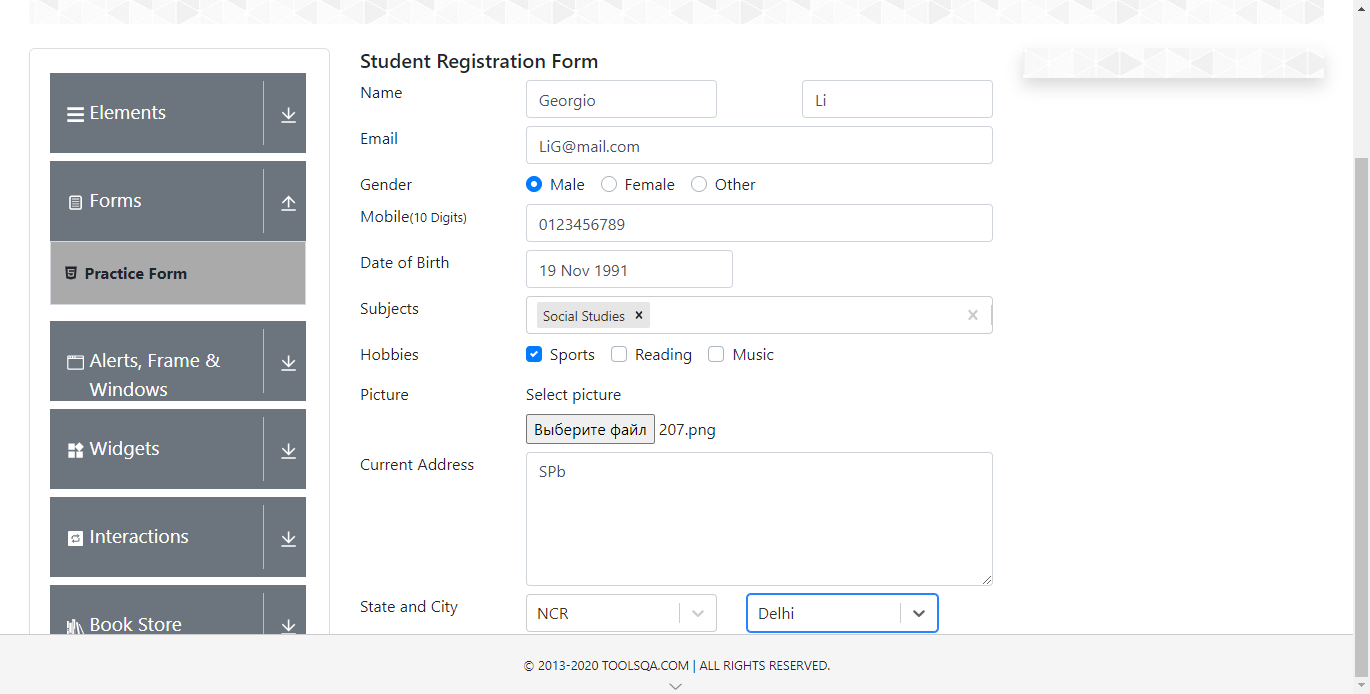 Elements
Forms
Practice Form
Alerts, Frame &
Windows
Widgets
Interactions
Book Store
Student Registration Form
Name Georgio Li
Email LiG@mail.com
Gender Male Female Other
Mobile(10 Digits) 0123456789
Date of Birth 19 Nov 1991
Subjects Social Studies
Hobbies Sports Reading Music
Picture Select picture
Выберите файл 207.png
Current Address SPb
State and City NCR Delhi
© 2013-2020 TOOLSQA.COM | ALL RIGHTS RESERVED.